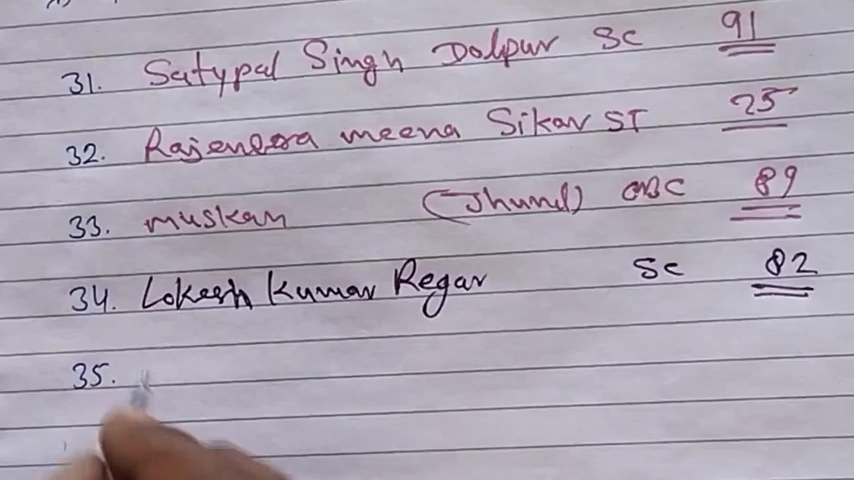 31. Satypal Singh Dolpur SC 91
32. Rajendra meena Sikar ST 25
33. muskan (Jhunil) OBC 89
34. Lokesh Kumar Regar SC 82
35.